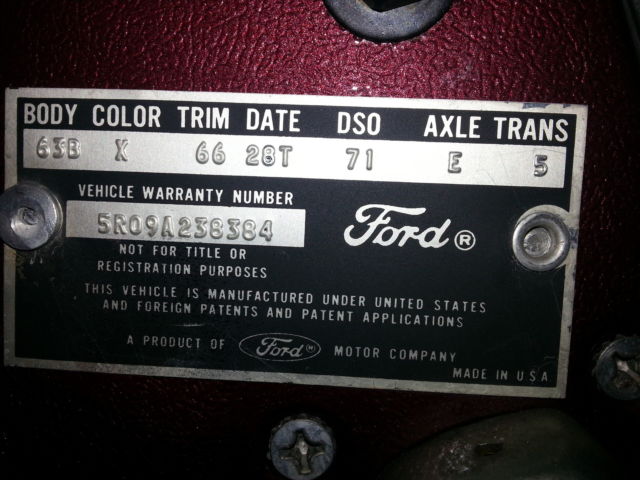 BODY COLOR TRIM DATE DSO AXLE TRANS
63B X 66 28T 71 E 5
VEHICLE WARRANTY NUMBER
5R09A238384
Ford®
NOT FOR TITLE OR
REGISTRATION PURPOSES
THIS VEHICLE IS MANUFACTURED UNDER UNITED STATES
AND FOREIGN PATENTS AND PATENT APPLICATIONS
A PRODUCT OF Ford® MOTOR COMPANY
MADE IN U.S.A